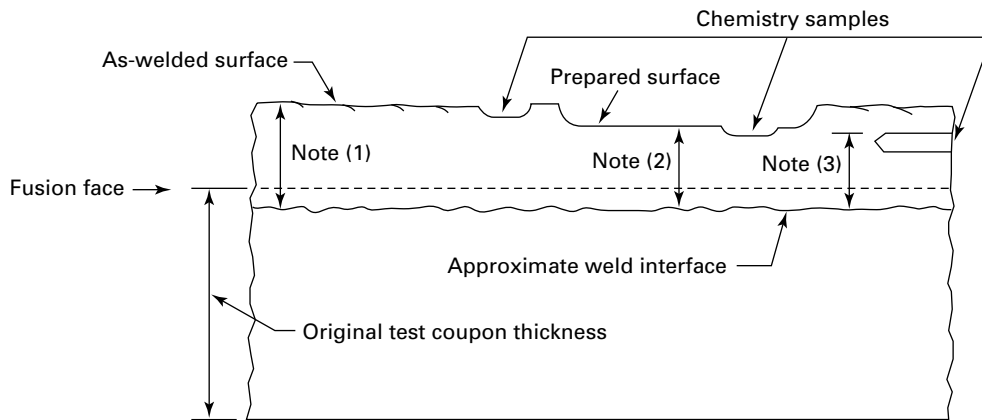 Chemistry samples
As-welded surface
Prepared surface
Note (1)
Note (2)
Note (3)
Fusion face
Approximate weld interface
Original test coupon thickness